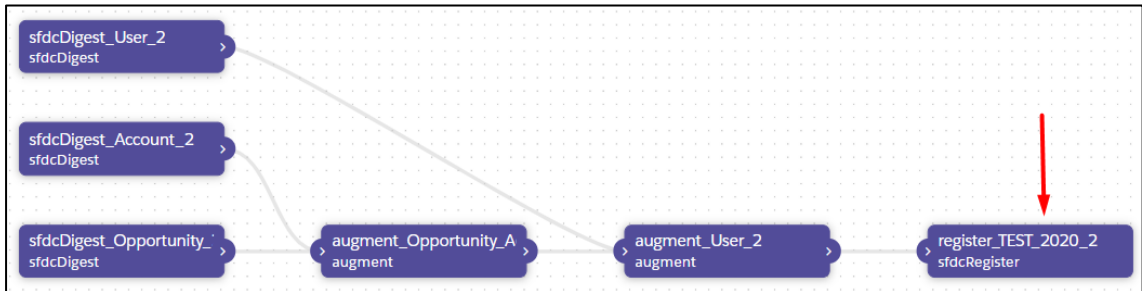 sfdcDigest_User_2
sfdcDigest
sfdcDigest_Account_2
sfdcDigest
sfdcDigest_Opportunity_
sfdcDigest
augment_Opportunity_A
augment
augment_User_2
augment
register_TEST_2020_2
sfdcRegister